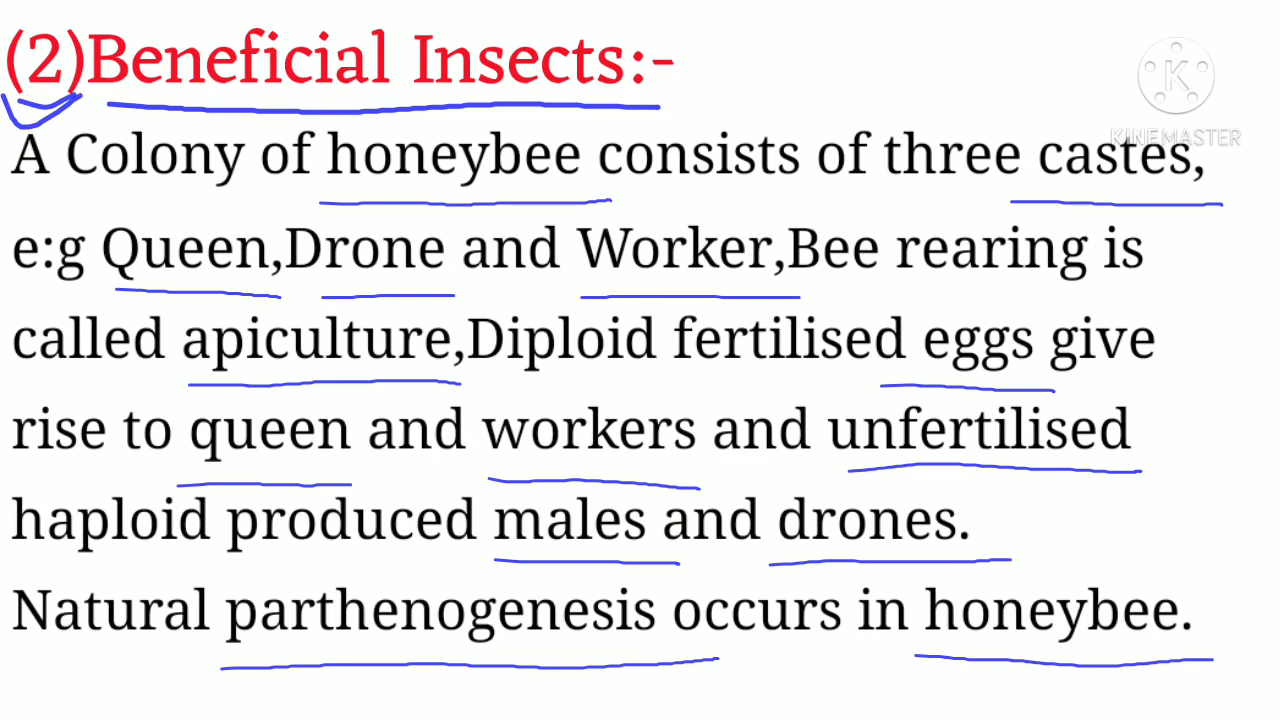 (2)Beneficial Insects:-
K
KINEMASTER
A Colony of honeybee consists of three castes,
e:g Queen,Drone and Worker,Bee rearing is
called apiculture,Diploid fertilised eggs give
rise to queen and workers and unfertilised
haploid produced males and drones.
Natural parthenogenesis occurs in honeybee.